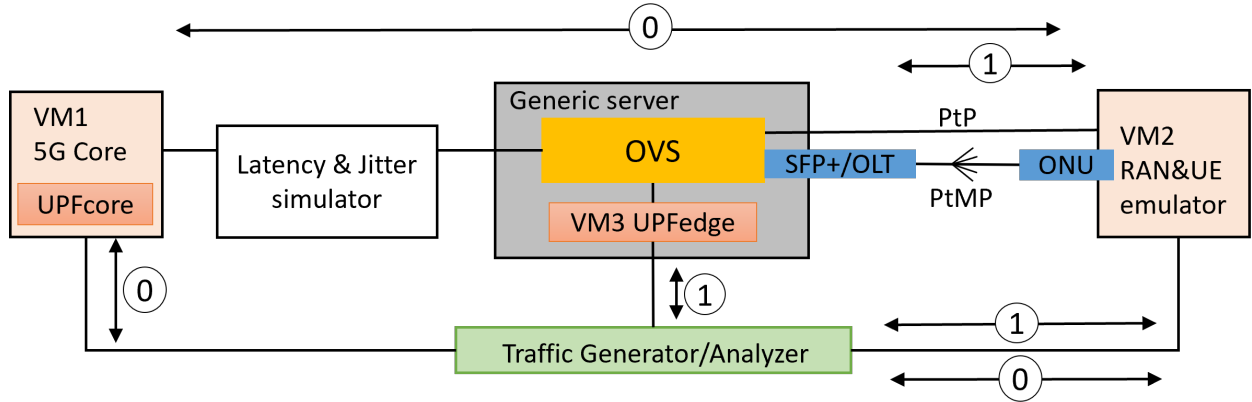 0
1
Generic server
VM1
5G Core
UPFcore
Latency & Jitter
simulator
OVS
PtP
SFP+/OLT
ONU
PtMP
VM2
RAN&UE
emulator
VM3 UPFedge
0
1
1
Traffic Generator/Analyzer
0